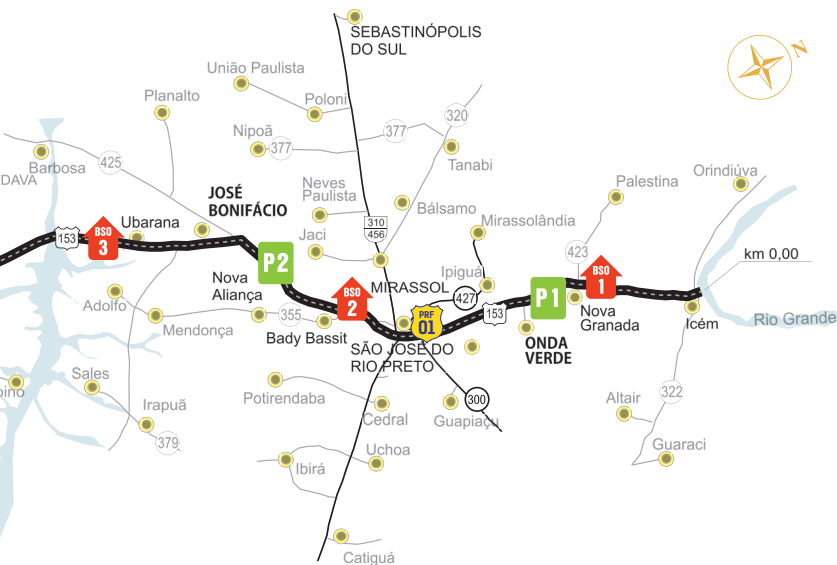 SEBASTINÓPOLIS
DO SUL
N
União Paulista
Planalto
Poloni
320
Nipoã
377
377
Tanabi
Barbosa
425
DAVA
Palestina
Orindiúva
JOSÉ
BONIFÁCIO
Neves
Paulista
Bálsamo
Mirassolândia
310
456
Ubarana
153
BSO
3
Jaci
423
km 0,00
P2
Ipiguá
BSO
1
Nova
Aliança
MIRASSOL
BSO
2
427
P1
Adolfo
153
Nova
Granada
Icém
Rio Grande
Mendonça
355
Bady Bassit
PRF
01
SÃO JOSÉ DO
RIO PRETO
ONDA
VERDE
Sales
pino
Potirendaba
300
322
Altair
Irapuã
Cedral
Guapiaçu
379
Guaraci
Uchoa
Ibirá
Catiguá